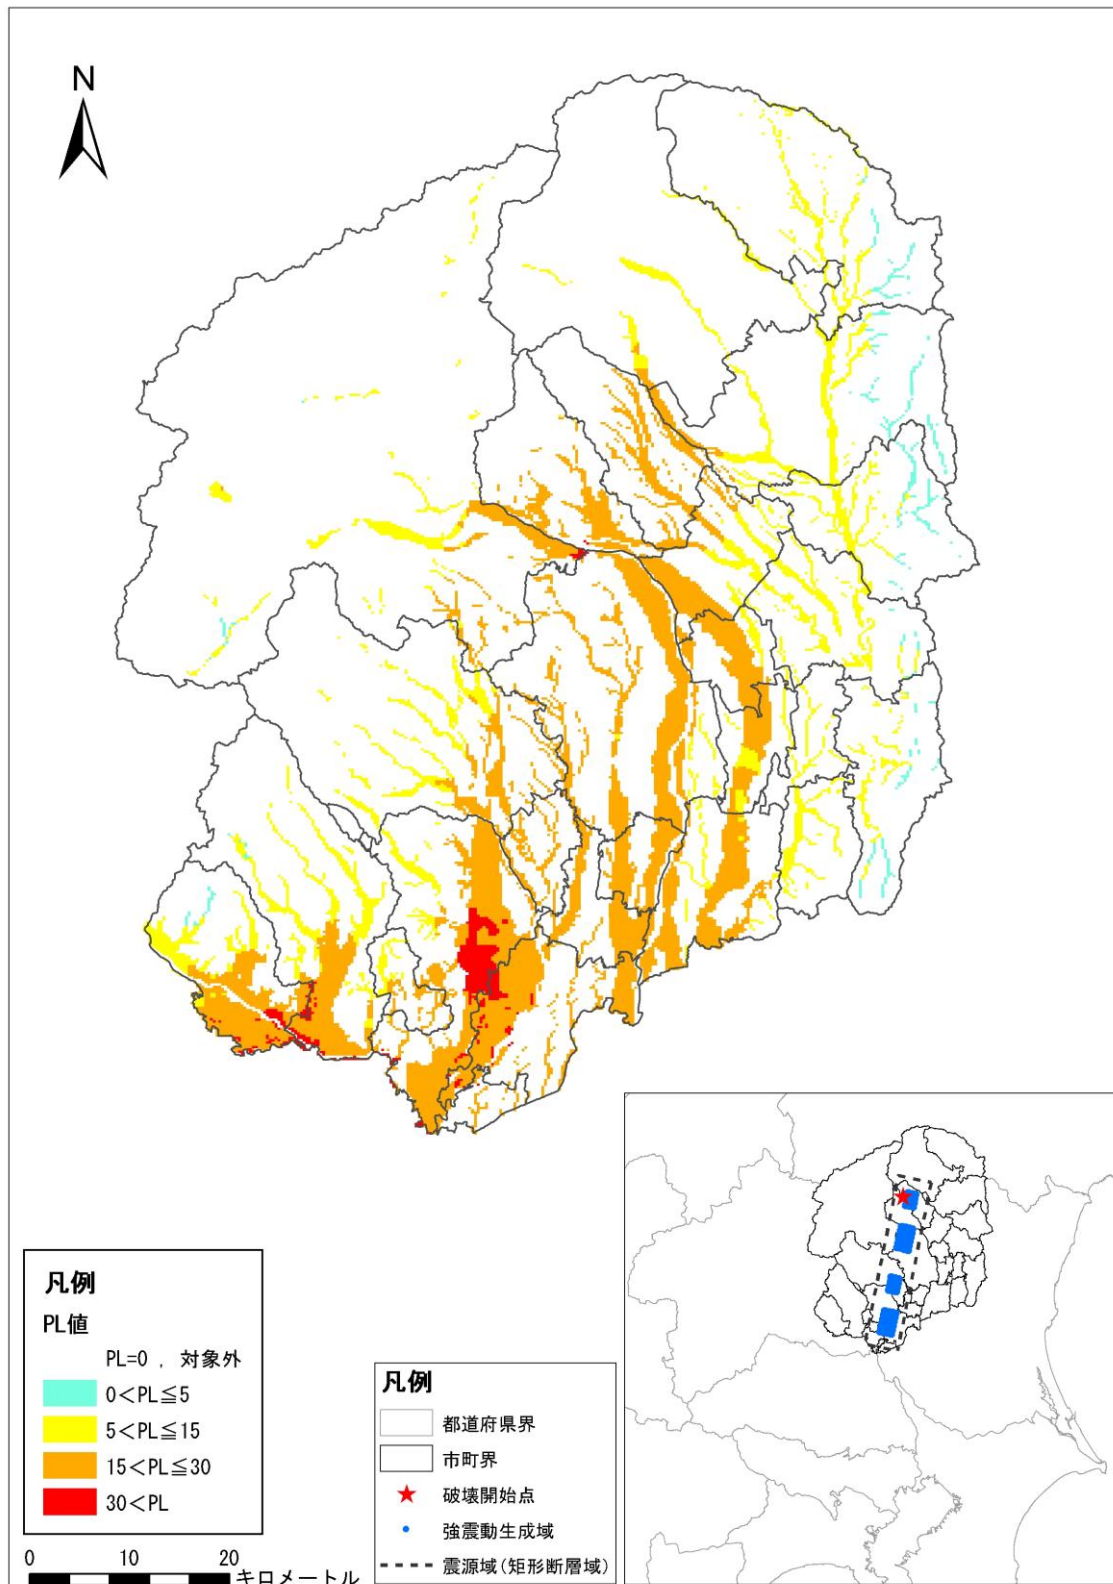 N
凡例
PL値
PL=0 , 対象外
0<PL≦5
5<PL≦15
15<PL≦30
30<PL
0 10 20
キロメートル
凡例
都道府県界
市町界
破壊開始点
強震動生成域
震源域(矩形断層域)